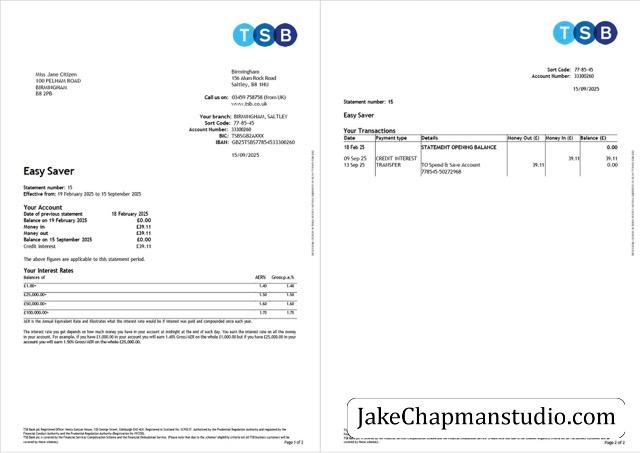 TSB
Miss Jane Citizen
100 PELHAM ROAD
BIRMINGHAM
B8 2PB
Birmingham
156 Alum Rock Road
Saltley, B8 1HU
Call us on: 03459 758758 (from UK)
www.tsb.co.uk
Your branch: BIRMINGHAM, SALTLEY
Sort Code: 77-85-45
Account Number: 33300260
BIC: TSBSGB2AXXX
IBAN: GB25TSBS77854533300260
15/09/2025
Easy Saver
Statement number: 15
Effective from: 19 February 2025 to 15 September 2025
Your Account
Date of previous statement 18 February 2025
Balance on 19 February 2025 £0.00
Money in £39.11
Money out £39.11
Balance on 15 September 2025 £0.00
Credit interest £39.11
The above figures are applicable to this statement period.
Your Interest Rates
Balances of AER% Gross p.a.%
£1.00+ 1.40 1.40
£25,000.00+ 1.50 1.50
£50,000.00+ 1.60 1.60
£100,000.00+ 1.70 1.70
AER is the Annual Equivalent Rate and illustrates what the interest rate would be if interest was paid and compounded once each year.
The interest rate you get depends on how much money you have in your account at midnight at the end of each day. You earn the interest rate on all the money
in your account. For example, if you have £1,000.00 in your account you will earn 1.40% Gross/AER on the whole £1,000.00 but if you have £25,000.00 in
your account you will earn 1.50% Gross/AER on the whole £25,000.00.
Page 1 of 2
TSB
Sort Code: 77-85-45
Account Number: 33300260
15/09/2025
Statement number: 15
Easy Saver
Your Transactions
Date Payment type Details Money Out (£) Money In (£) Balance (£)
18 Feb 25 STATEMENT OPENING BALANCE 0.00
09 Sep 25 CREDIT INTEREST 39.11 39.11
13 Sep 25 TRANSFER TO Spend & Save Account 39.11 0.00
778545-50272968
JakeChapmanstudio.com
Page 2 of 2